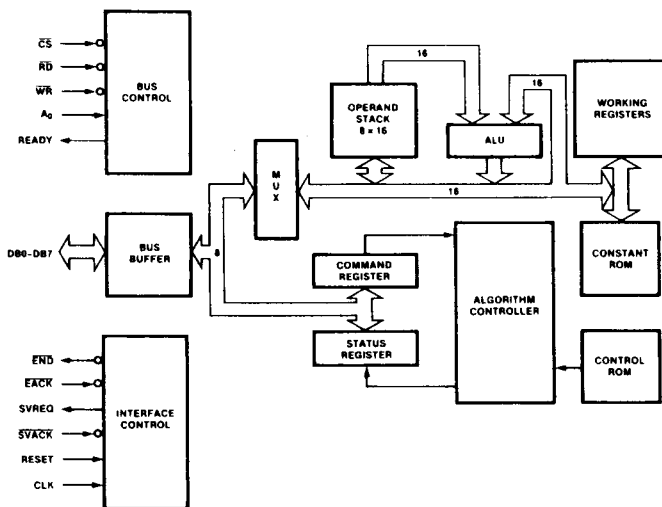 CS
RD
WR
A0
READY
BUS
CONTROL
DB0-DB7
BUS
BUFFER
8
END
EACK
SVREQ
SVACK
RESET
CLK
INTERFACE
CONTROL
MUX
16
OPERAND
STACK
8 × 16
16
ALU
16
WORKING
REGISTERS
CONSTANT
ROM
COMMAND
REGISTER
STATUS
REGISTER
ALGORITHM
CONTROLLER
CONTROL
ROM